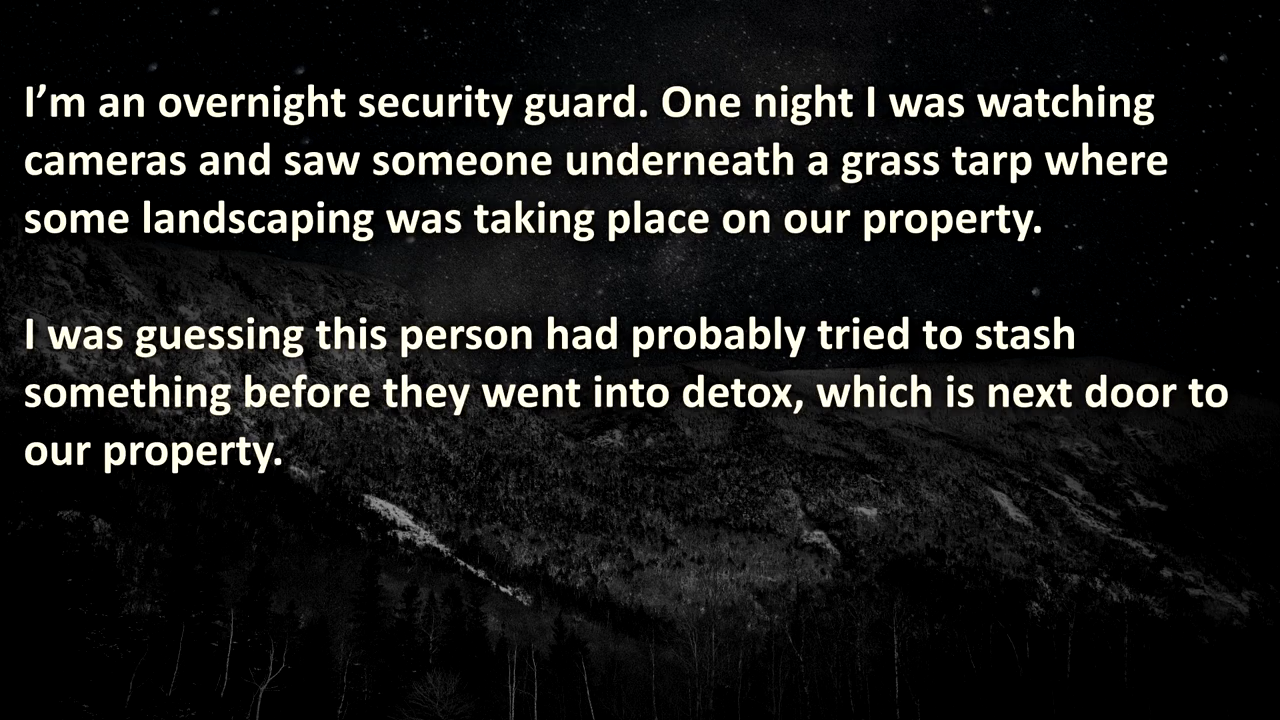 I’m an overnight security guard. One night I was watching
cameras and saw someone underneath a grass tarp where
some landscaping was taking place on our property.
I was guessing this person had probably tried to stash
something before they went into detox, which is next door to
our property.